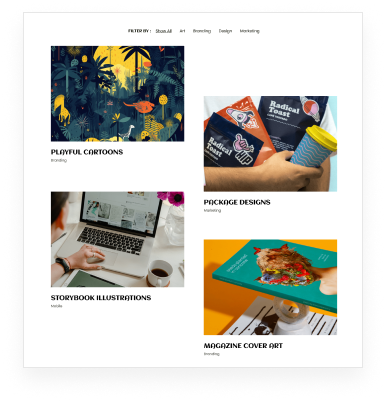 FILTER BY : Show All Art Branding Design Marketing
PLAYFUL CARTOONS
Branding
Radical
Toast
Radical
Toast
PACKAGE DESIGNS
Marketing
STORYBOOK ILLUSTRATIONS
Mobile
MAGAZINE COVER ART
Branding